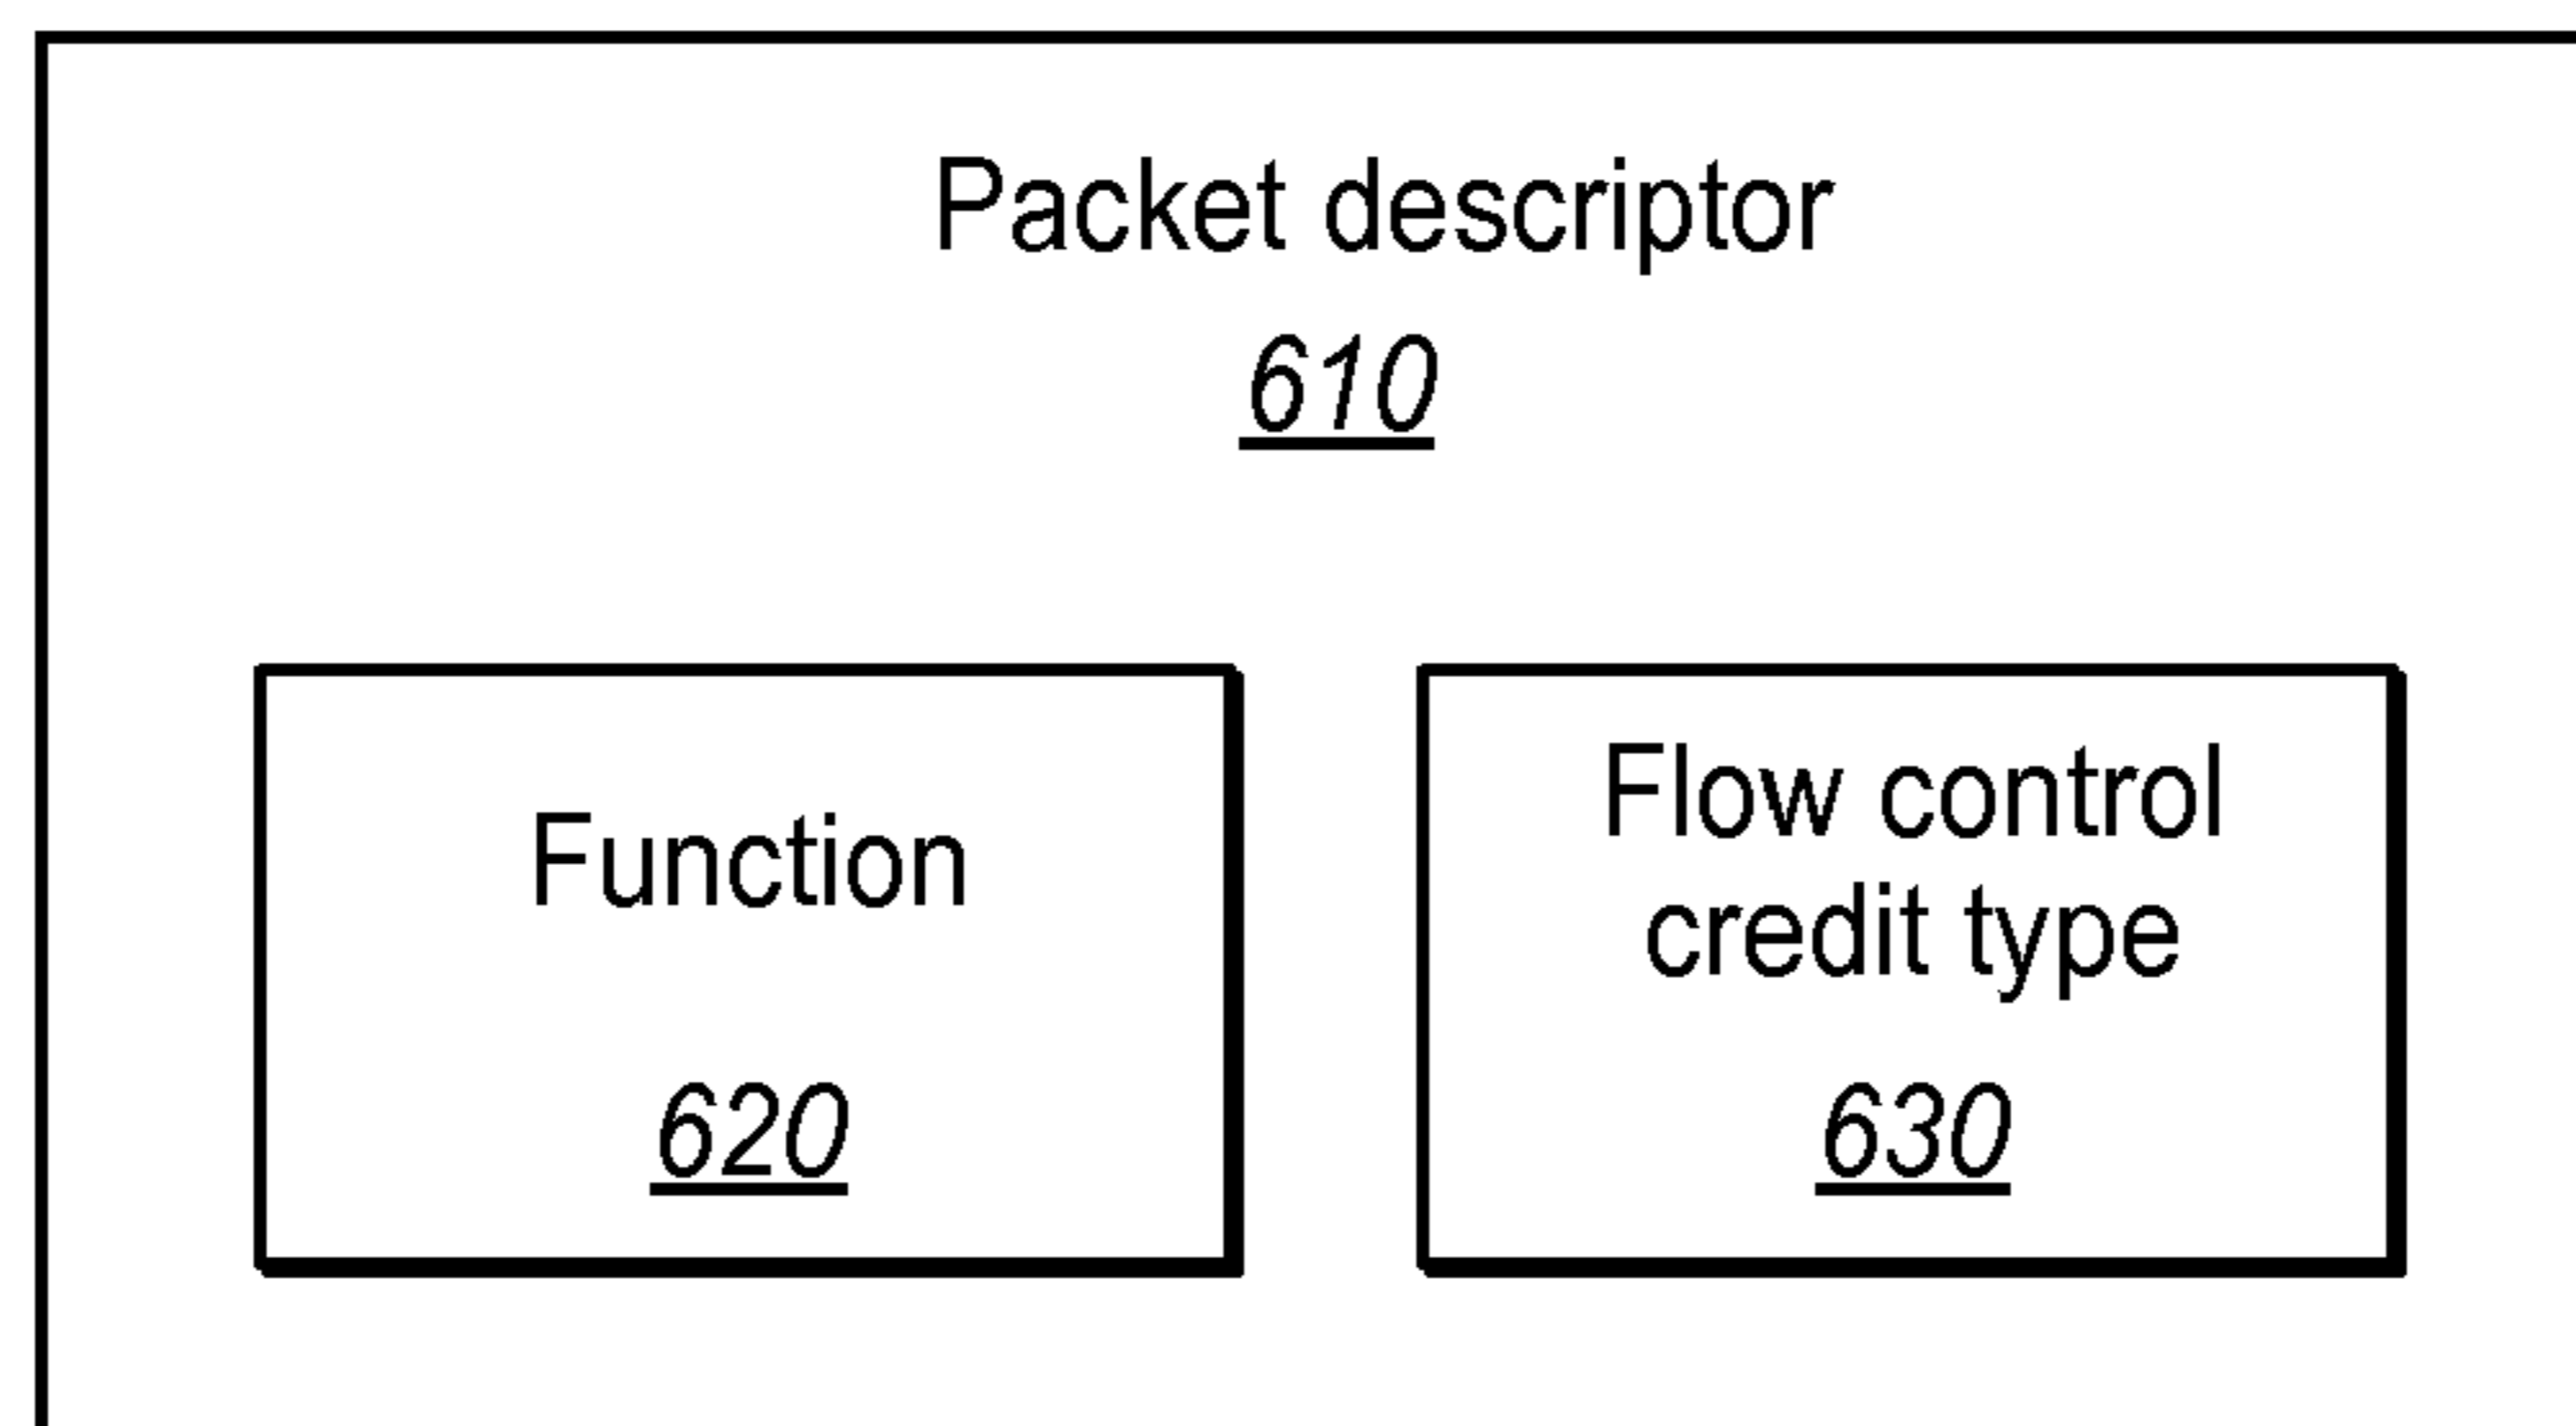 Packet descriptor
610
Function
620
Flow control
credit type
630